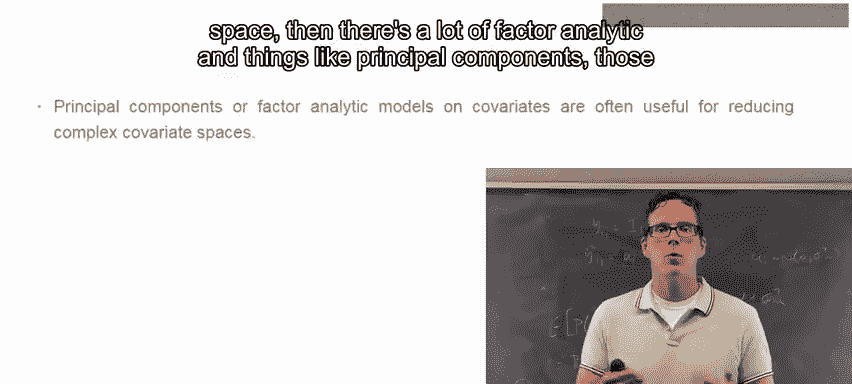 space, then there's a lot of factor analytic
and things like principal components, those
· Principal components or factor analytic models on covariates are often useful for reducing
complex covariate spaces.